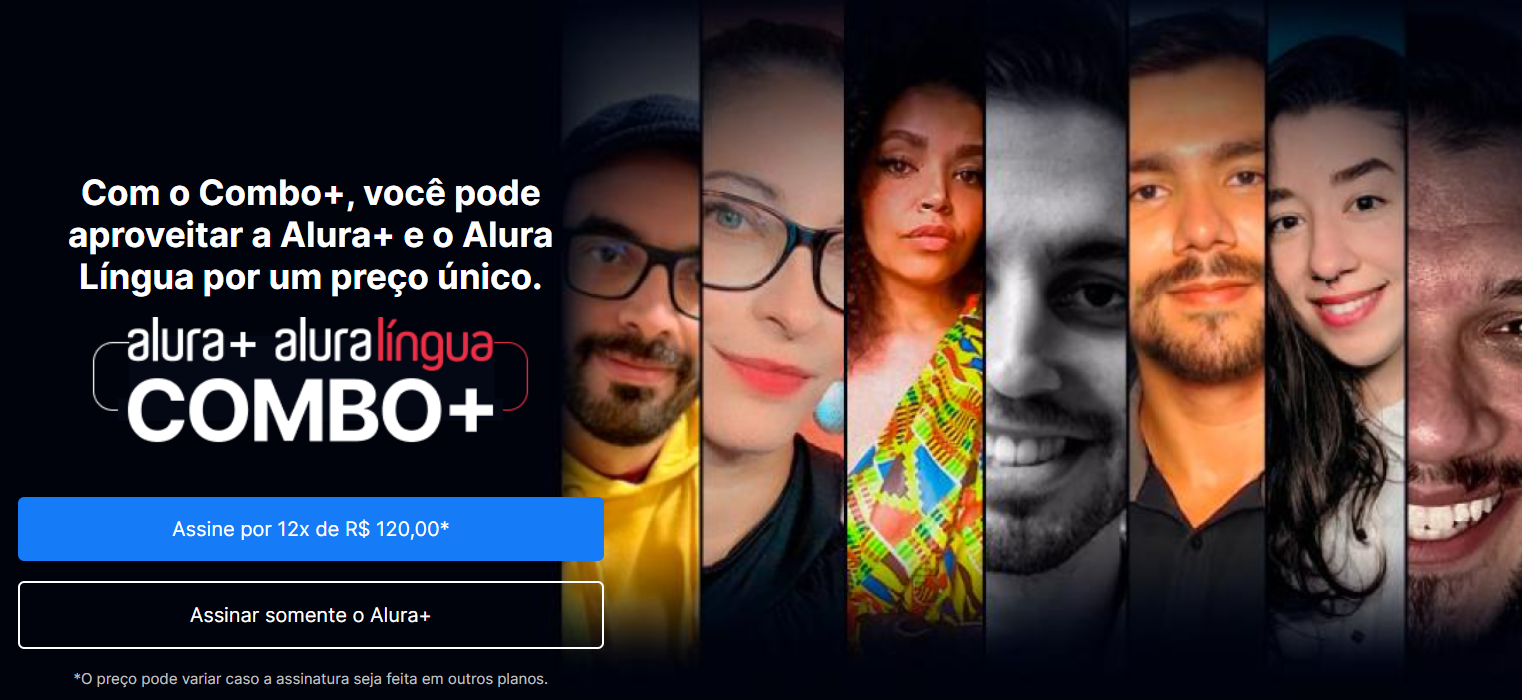 Com o Combo+, você pode
aproveitar a Alura+ e o Alura
Língua por um preço único.
alura+ aluralíngua
COMBO+
Assine por 12x de R$ 120,00*
Assinar somente o Alura+
*O preço pode variar caso a assinatura seja feita em outros planos.